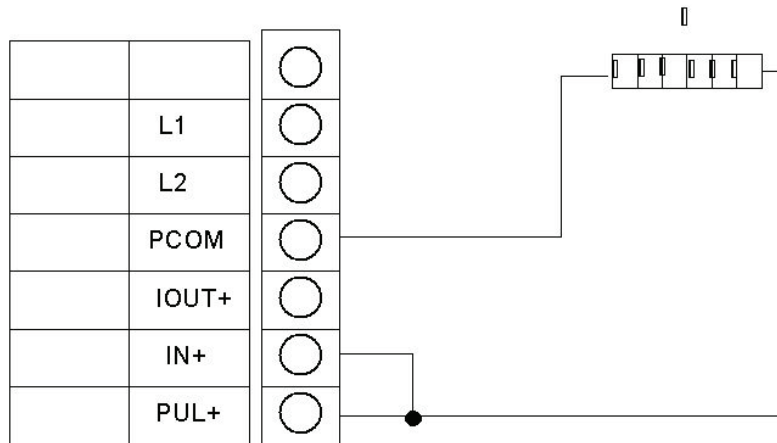 L1
L2
PCOM
IOUT+
IN+
PUL+